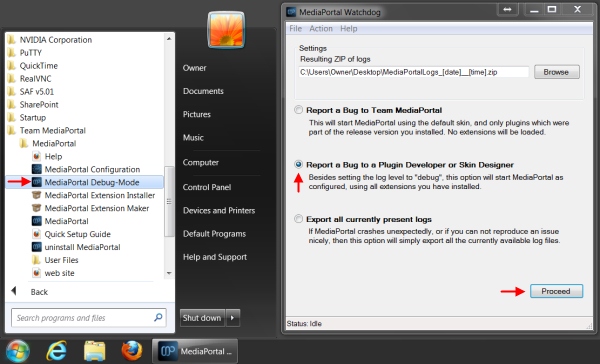 NVIDIA Corporation
PuTTY
QuickTime
RealVNC
SAF v5.01
SharePoint
Startup
Team MediaPortal
MediaPortal
Help
MediaPortal Configuration
MediaPortal Debug-Mode
MediaPortal Extension Installer
MediaPortal Extension Maker
MediaPortal
Quick Setup Guide
uninstall MediaPortal
User Files
web site
Back
Search programs and files
Owner
Documents
Pictures
Music
Computer
Control Panel
Devices and Printers
Default Programs
Help and Support
Shut down
MediaPortal ...
MediaPortal Watchdog
File Action Help
Settings
Resulting ZIP of logs
C:\Users\Owner\Desktop\MediaPortalLogs_[date]__[time].zip
Browse
Report a Bug to Team MediaPortal
This will start MediaPortal using the default skin, and only plugins which were
part of the release version you installed. No extensions will be loaded.
Report a Bug to a Plugin Developer or Skin Designer
Besides setting the log level to "debug", this option will start MediaPortal as
configured, using all extensions you have installed.
Export all currently present logs
If MediaPortal crashes unexpectedly, or if you can not reproduce an issue
nicely, then this option will simply export all the currently available log files.
Proceed
Status: Idle